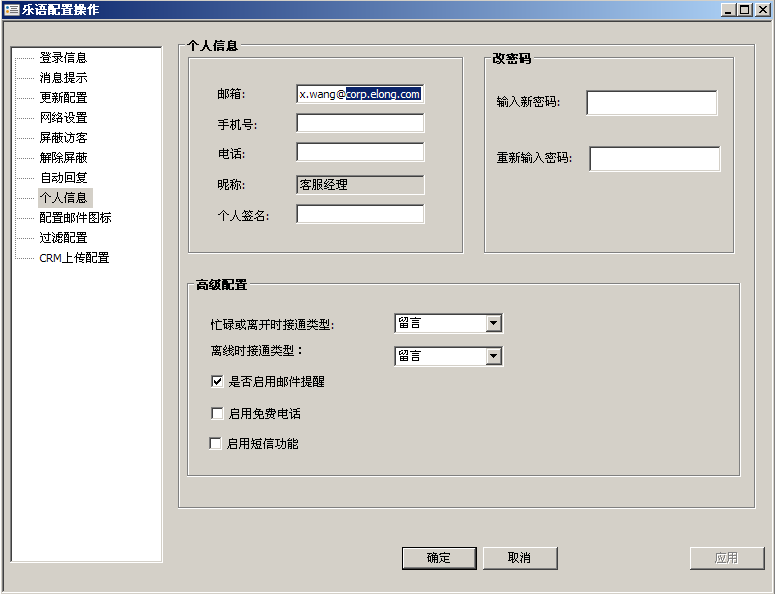 乐语配置操作
登录信息
消息提示
更新配置
网络设置
屏蔽访客
解除屏蔽
自动回复
个人信息
配置邮件图标
过滤配置
CRM上传配置
个人信息
邮箱: x.wang@corp.elong.com
手机号:
电话:
昵称: 客服经理
个人签名:
改密码
输入新密码:
重新输入密码:
高级配置
忙碌或离开时接通类型: 留言
离线时接通类型： 留言
是否启用邮件提醒
启用免费电话
启用短信功能
确定 取消 应用